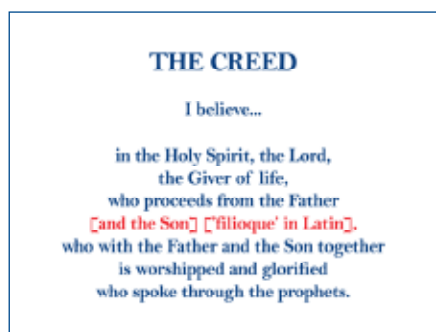 THE CREED
I believe...
in the Holy Spirit, the Lord,
the Giver of life,
who proceeds from the Father
[and the Son] ['filioque' in Latin].
who with the Father and the Son together
is worshipped and glorified
who spoke through the prophets.